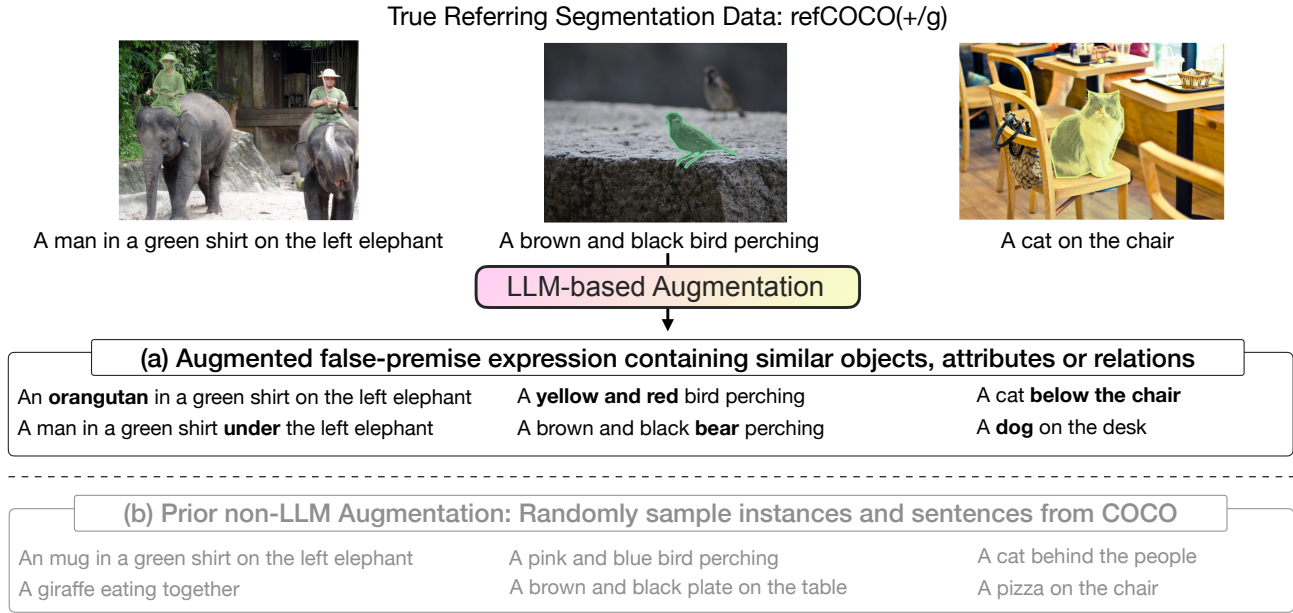 True Referring Segmentation Data: refCOCO(+/g)
A man in a green shirt on the left elephant
A brown and black bird perching
A cat on the chair
LLM-based Augmentation
(a) Augmented false-premise expression containing similar objects, attributes or relations
An orangutan in a green shirt on the left elephant
A yellow and red bird perching
A cat below the chair
A man in a green shirt under the left elephant
A brown and black bear perching
A dog on the desk
(b) Prior non-LLM Augmentation: Randomly sample instances and sentences from COCO
An mug in a green shirt on the left elephant
A pink and blue bird perching
A cat behind the people
A giraffe eating together
A brown and black plate on the table
A pizza on the chair